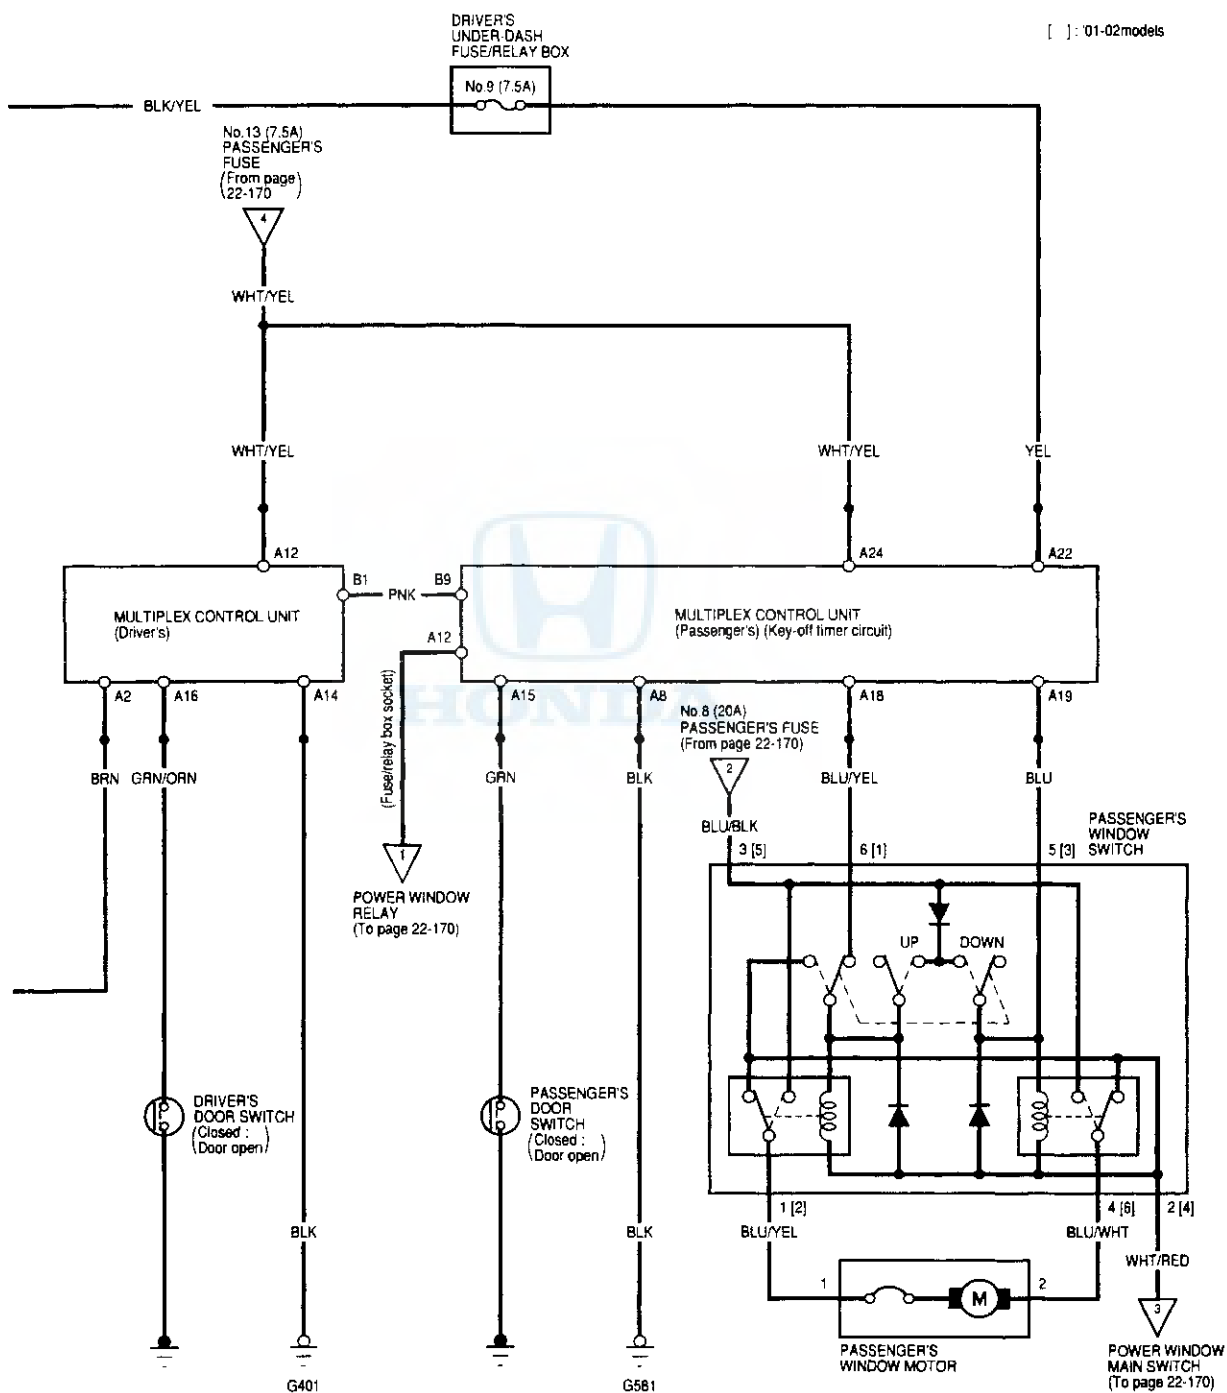 DRIVER'S
UNDER-DASH
FUSE/RELAY BOX
[ ] : '01-02models
No.9 (7.5A)
BLK/YEL
No.13 (7.5A)
PASSENGER'S
FUSE
(From page
22-170)
4
WHT/YEL
WHT/YEL
WHT/YEL
YEL
A12
A24
A22
B1
PNK
B9
MULTIPLEX CONTROL UNIT
(Driver's)
MULTIPLEX CONTROL UNIT
(Passenger's) (Key-off timer circuit)
A12
A2
A16
A14
A15
A8
A18
A19
HONDA
No.8 (20A)
PASSENGER'S FUSE
(From page 22-170)
2
(Fuse/relay box socket)
BRN
GRN/ORN
GRN
BLK
BLU/YEL
BLU
BLU/BLK
PASSENGER'S
WINDOW
SWITCH
3 [5]
6 [1]
5 [3]
1
POWER WINDOW
RELAY
(To page 22-170)
UP
DOWN
DRIVER'S
DOOR SWITCH
(Closed :
Door open)
PASSENGER'S
DOOR
SWITCH
(Closed :
Door open)
1 [2]
4 [6]
2 [4]
BLK
BLK
BLU/YEL
BLU/WHT
WHT/RED
1
M
2
3
PASSENGER'S
WINDOW MOTOR
POWER WINDOW
MAIN SWITCH
(To page 22-170)
G401
G581